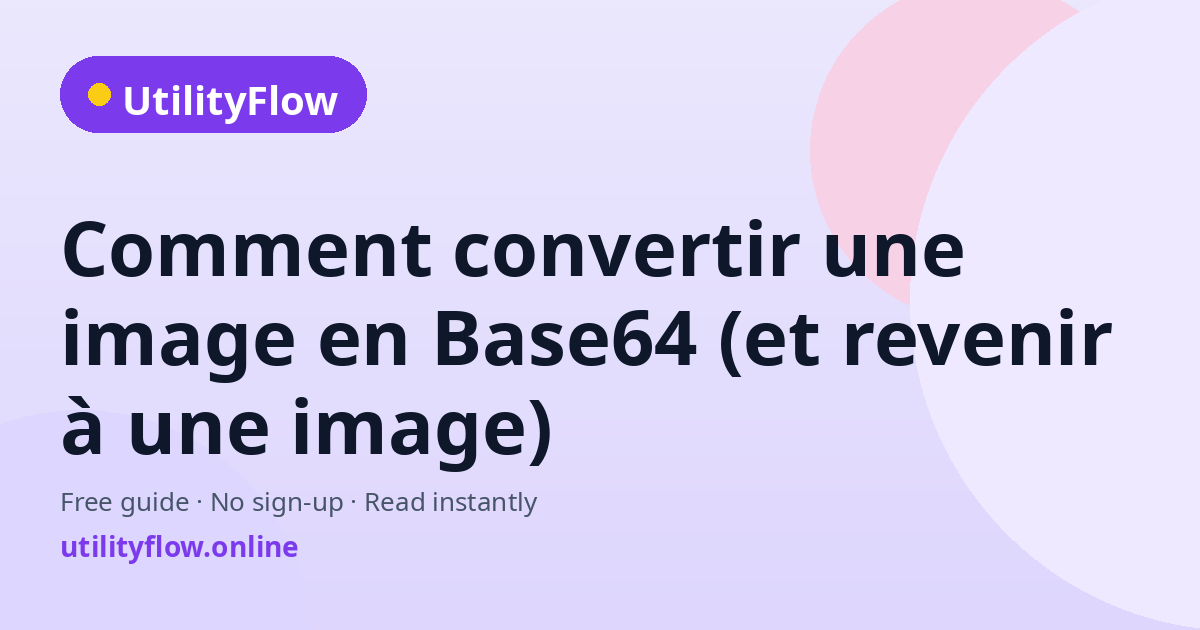 UtilityFlow
Comment convertir une
image en Base64 (et revenir
à une image)
Free guide · No sign-up · Read instantly
utilityflow.online